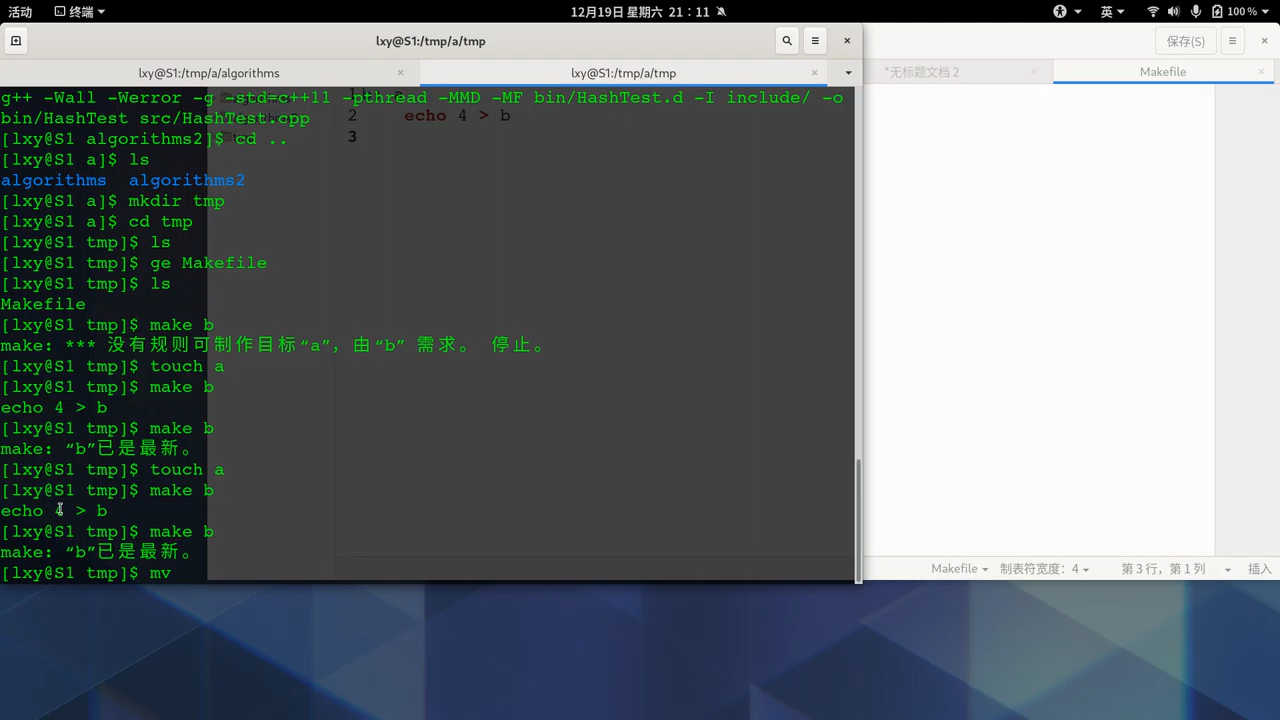 活动 终端 12月19日 星期六 21：11 英 100 %
lxy@S1:/tmp/a/tmp 保存(S)
lxy@S1:/tmp/a/algorithms lxy@S1:/tmp/a/tmp *无标题文档 2 Makefile
g++ -Wall -Werror -g -std=c++11 -pthread -MMD -MF bin/HashTest.d -I include/ -o
bin/HashTest src/HashTest.cpp
2 echo 4 > b
[lxy@S1 algorithms2]$ cd ..
3
[lxy@S1 a]$ ls
algorithms algorithms2
[lxy@S1 a]$ mkdir tmp
[lxy@S1 a]$ cd tmp
[lxy@S1 tmp]$ ls
[lxy@S1 tmp]$ ge Makefile
[lxy@S1 tmp]$ ls
Makefile
[lxy@S1 tmp]$ make b
make: *** 没有规则可制作目标“a”，由“b” 需求。 停止。
[lxy@S1 tmp]$ touch a
[lxy@S1 tmp]$ make b
echo 4 > b
[lxy@S1 tmp]$ make b
make: “b”已是最新。
[lxy@S1 tmp]$ touch a
[lxy@S1 tmp]$ make b
echo 4 > b
[lxy@S1 tmp]$ make b
make: “b”已是最新。
[lxy@S1 tmp]$ mv
Makefile 制表符宽度：4 第 3 行，第 1 列 插入